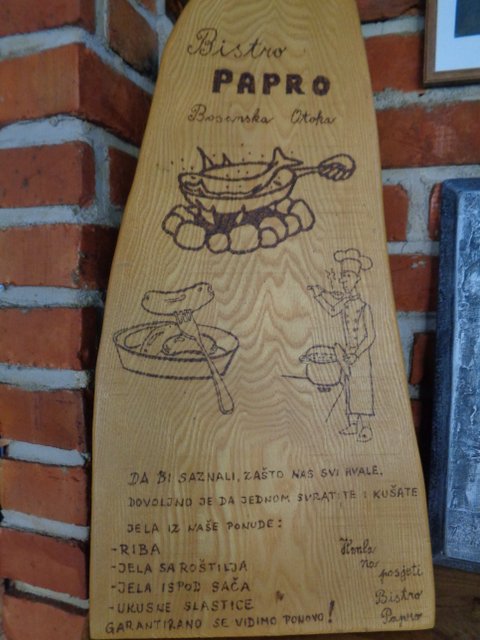 Bistro
PAPRO
Bosanska Otoka
DA BI SAZNALI, ZAŠTO NAS SVI HVALE,
DOVOLJNO JE DA JEDNOM SVRATITE I KUŠATE
JELA IZ NAŠE PONUDE:
-RIBA
-JELA SA ROŠTILJA
-JELA ISPOD SAČA
-UKUSNE SLASTICE
GARANTIRANO SE VIDIMO PONOVO!
Hvala
na
posjeti
Bistro
Papro